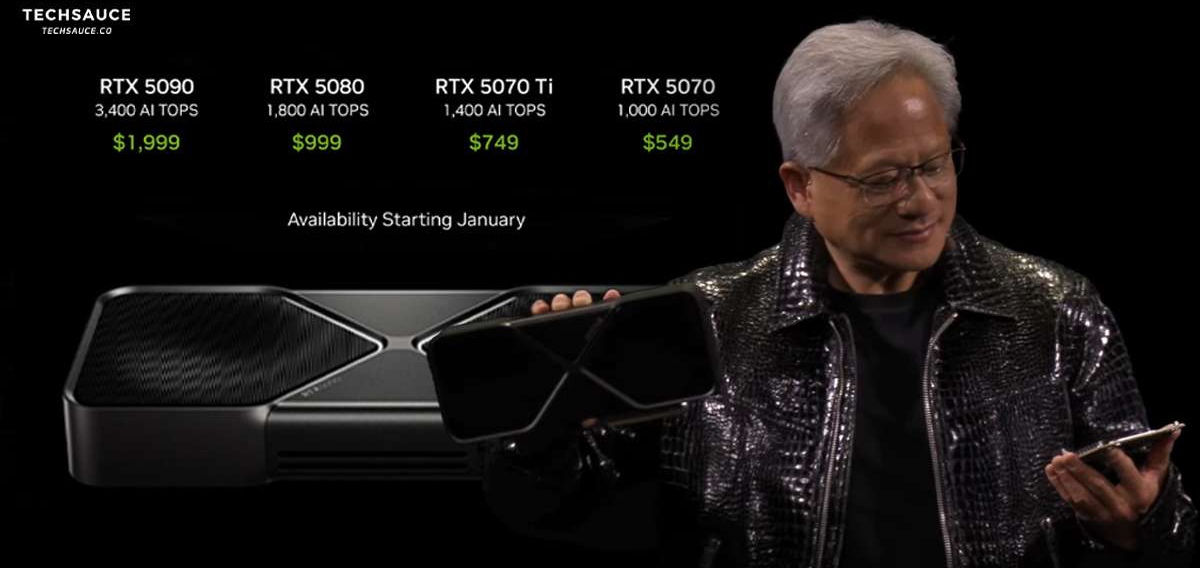 TECHSAUCE
TECHSAUCE.CO
RTX 5090
3,400 AI TOPS
$1,999
RTX 5080
1,800 AI TOPS
$999
RTX 5070 Ti
1,400 AI TOPS
$749
RTX 5070
1,000 AI TOPS
$549
Availability Starting January